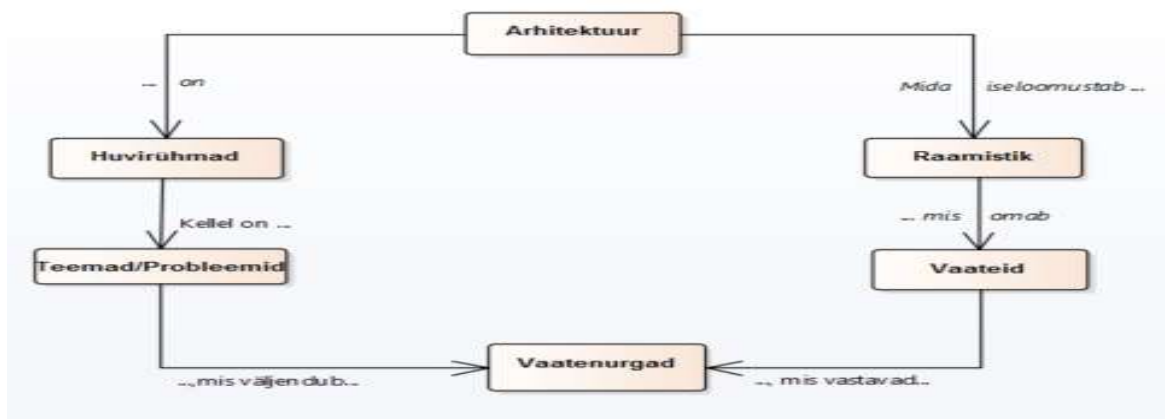 Arhitektuur
... on
Mida iseloomustab ...
Huvirühmad
Raamistik
Kellel on ...
... mis omab
Teemad/Probleemid
Vaateid
Vaatenurgad
...,mis väljendub...
..., mis vastavad...